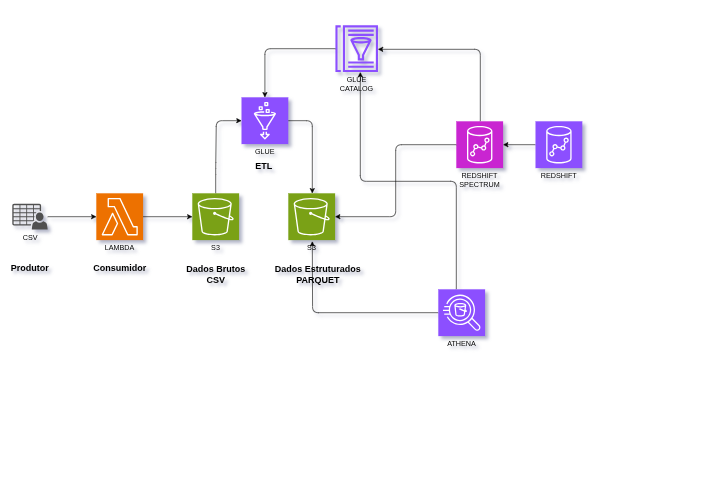 GLUE
CATALOG
GLUE
ETL
REDSHIFT
SPECTRUM
REDSHIFT
CSV
LAMBDA
S3
S3
Produtor
Consumidor
Dados Brutos
CSV
Dados Estruturados
PARQUET
ATHENA